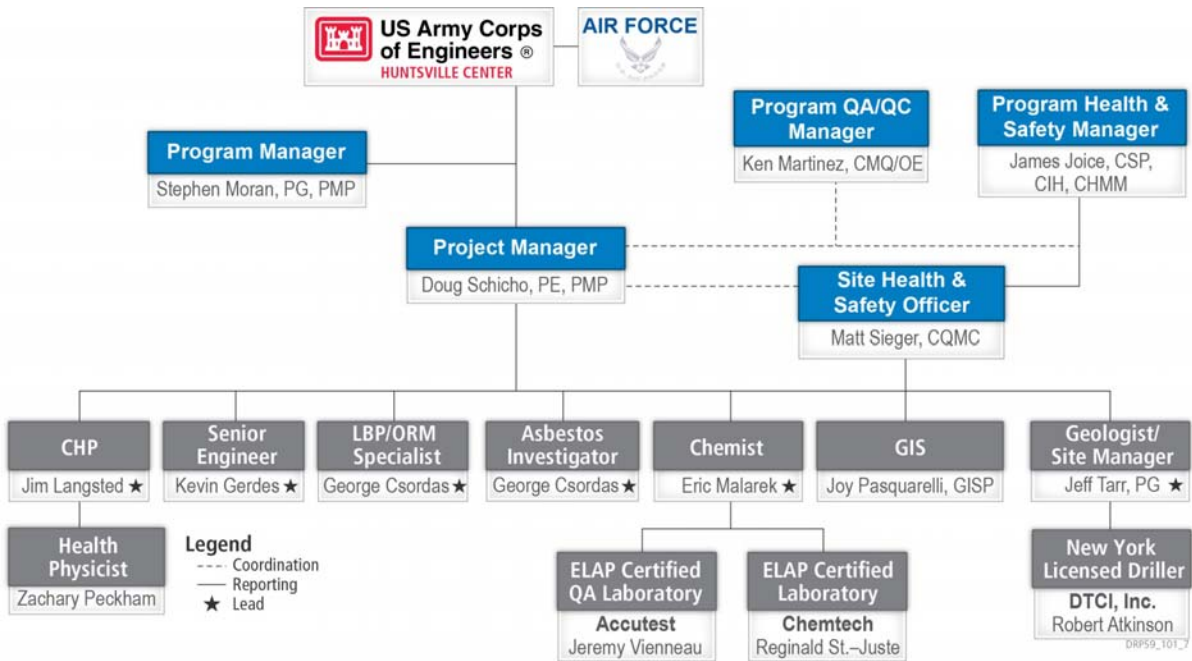 US Army Corps
of Engineers ®
HUNTSVILLE CENTER
AIR FORCE
Program Manager
Stephen Moran, PG, PMP
Program QA/QC
Manager
Ken Martinez, CMQ/OE
Program Health &
Safety Manager
James Joice, CSP,
CIH, CHMM
Project Manager
Doug Schicho, PE, PMP
Site Health &
Safety Officer
Matt Sieger, CQMC
CHP
Jim Langsted ★
Senior
Engineer
Kevin Gerdes ★
LBP/ORM
Specialist
George Csordas ★
Asbestos
Investigator
George Csordas ★
Chemist
Eric Malarek ★
GIS
Joy Pasquarelli, GISP
Geologist/
Site Manager
Jeff Tarr, PG ★
Health
Physicist
Zachary Peckham
Legend
Coordination
Reporting
★ Lead
ELAP Certified
QA Laboratory
Accutest
Jeremy Vienneau
ELAP Certified
Laboratory
Chemtech
Reginald St.–Juste
New York
Licensed Driller
DTCI, Inc.
Robert Atkinson
DRP59_101_7